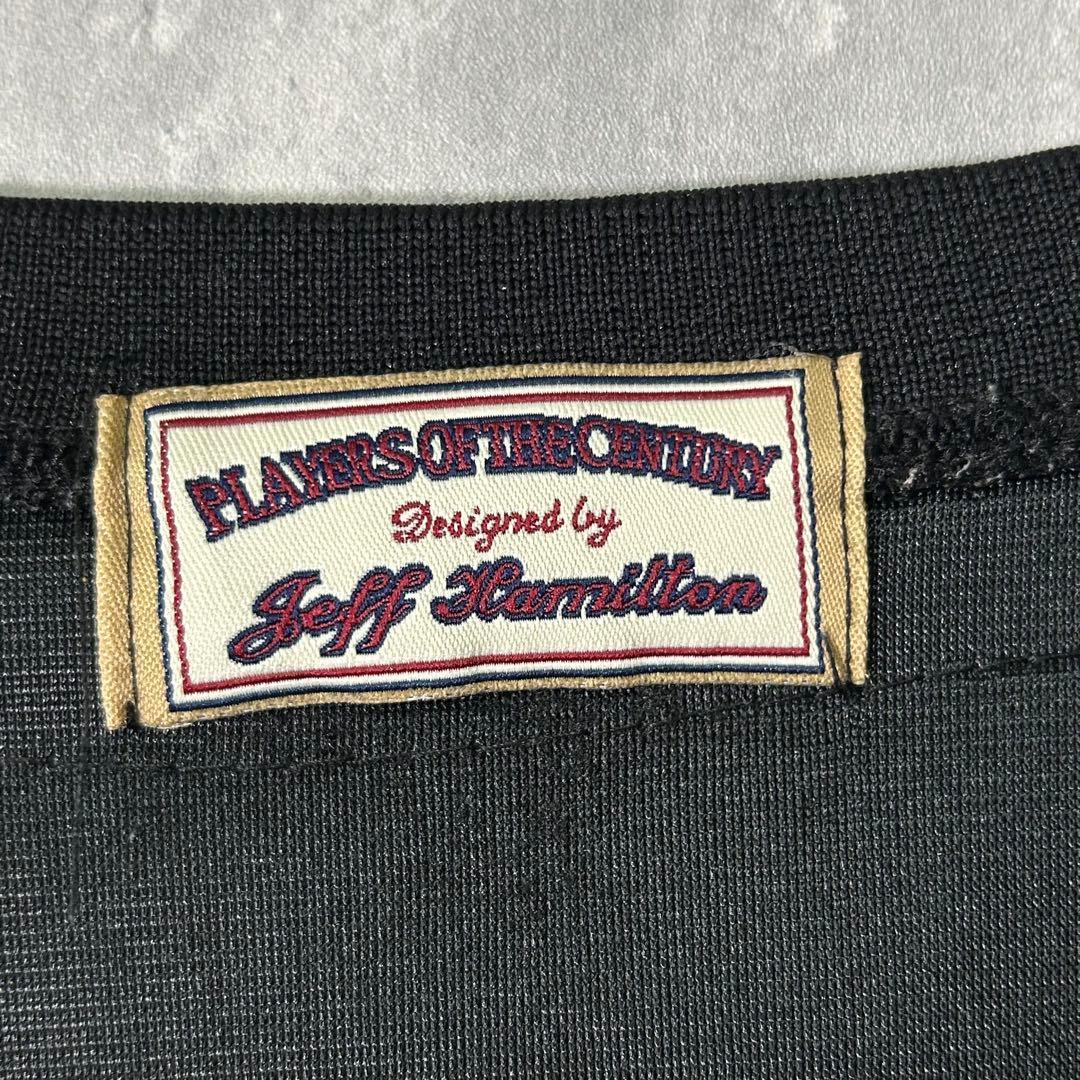 PLAYERS OF THE CENTURY
Designed by
Jeff Hamilton